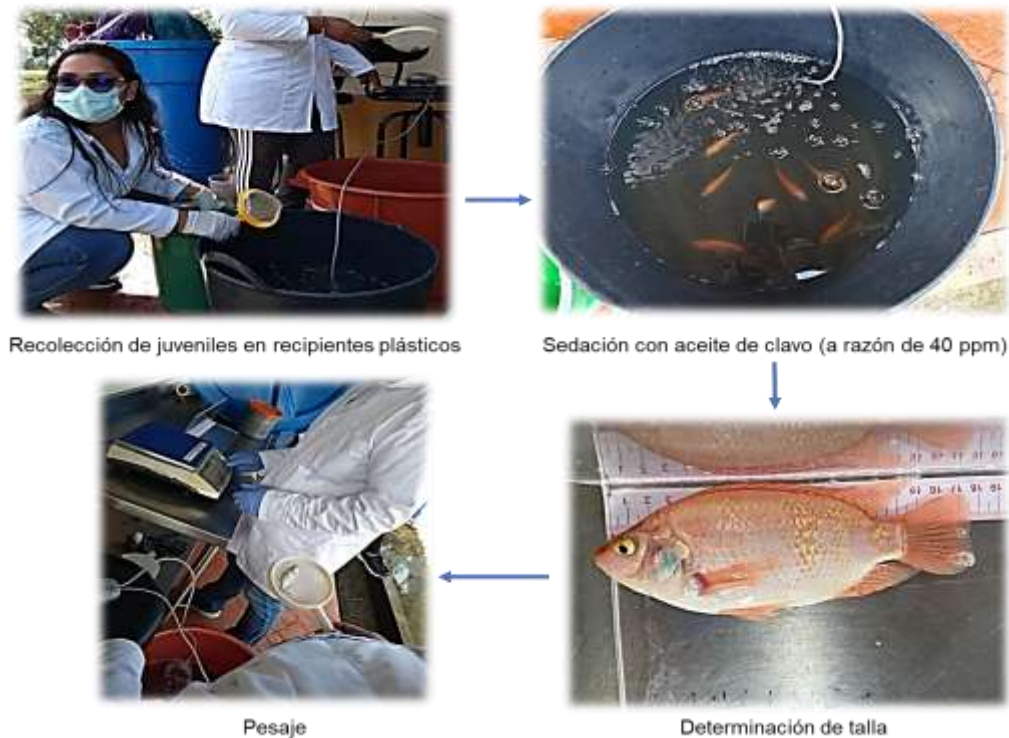 Recolección de juveniles en recipientes plásticos
Sedación con aceite de clavo (a razón de 40 ppm)
Determinación de talla
Pesaje